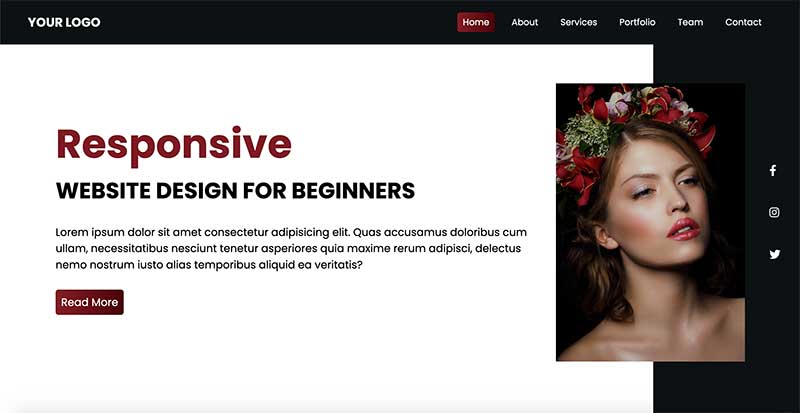 YOUR LOGO
Home About Services Portfolio Team Contact
Responsive
WEBSITE DESIGN FOR BEGINNERS
Lorem ipsum dolor sit amet consectetur adipisicing elit. Quas accusamus doloribus cum
ullam, necessitatibus nesciunt tenetur asperiores quia maxime rerum adipisci, delectus
nemo nostrum iusto alias temporibus aliquid ea veritatis?
Read More